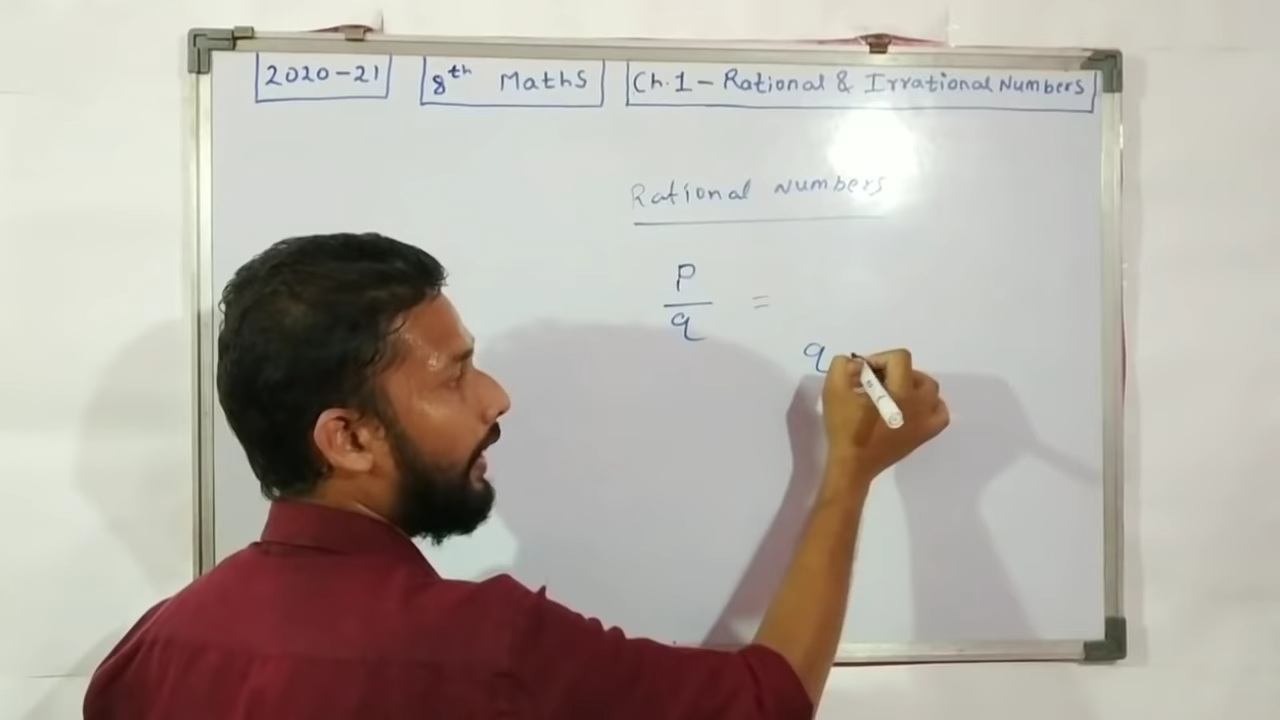 2020-21 8th Maths Ch.1 - Rational & Irrational Numbers
Rational Numbers
P
q
=
q